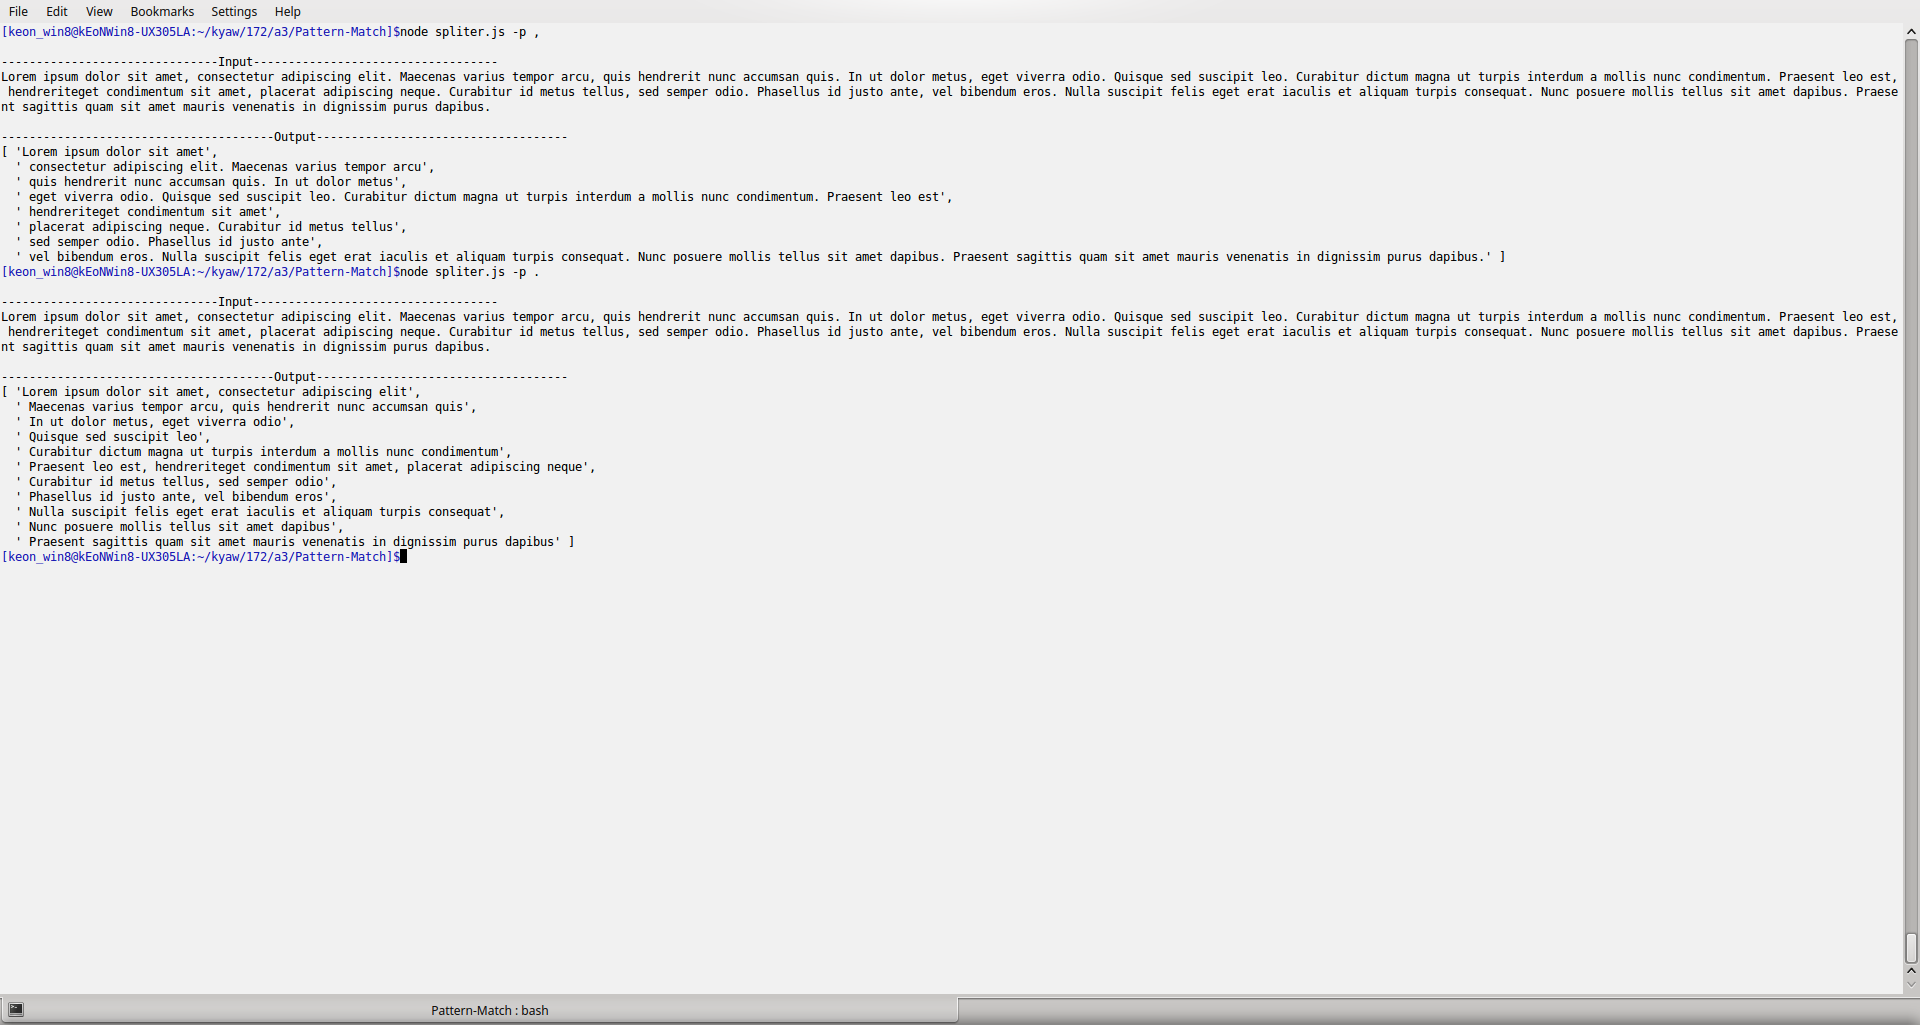 File Edit View Bookmarks Settings Help
[keon_win8@kEoNWin8-UX305LA:~/kyaw/172/a3/Pattern-Match]$node spliter.js -p ,
-------------------------------Input-----------------------------------
Lorem ipsum dolor sit amet, consectetur adipiscing elit. Maecenas varius tempor arcu, quis hendrerit nunc accumsan quis. In ut dolor metus, eget viverra odio. Quisque sed suscipit leo. Curabitur dictum magna ut turpis interdum a mollis nunc condimentum. Praesent leo est,
 hendreriteget condimentum sit amet, placerat adipiscing neque. Curabitur id metus tellus, sed semper odio. Phasellus id justo ante, vel bibendum eros. Nulla suscipit felis eget erat iaculis et aliquam turpis consequat. Nunc posuere mollis tellus sit amet dapibus. Praese
nt sagittis quam sit amet mauris venenatis in dignissim purus dapibus.
---------------------------------------Output------------------------------------
[ 'Lorem ipsum dolor sit amet',
  ' consectetur adipiscing elit. Maecenas varius tempor arcu',
  ' quis hendrerit nunc accumsan quis. In ut dolor metus',
  ' eget viverra odio. Quisque sed suscipit leo. Curabitur dictum magna ut turpis interdum a mollis nunc condimentum. Praesent leo est',
  ' hendreriteget condimentum sit amet',
  ' placerat adipiscing neque. Curabitur id metus tellus',
  ' sed semper odio. Phasellus id justo ante',
  ' vel bibendum eros. Nulla suscipit felis eget erat iaculis et aliquam turpis consequat. Nunc posuere mollis tellus sit amet dapibus. Praesent sagittis quam sit amet mauris venenatis in dignissim purus dapibus.' ]
[keon_win8@kEoNWin8-UX305LA:~/kyaw/172/a3/Pattern-Match]$node spliter.js -p .
-------------------------------Input-----------------------------------
Lorem ipsum dolor sit amet, consectetur adipiscing elit. Maecenas varius tempor arcu, quis hendrerit nunc accumsan quis. In ut dolor metus, eget viverra odio. Quisque sed suscipit leo. Curabitur dictum magna ut turpis interdum a mollis nunc condimentum. Praesent leo est,
 hendreriteget condimentum sit amet, placerat adipiscing neque. Curabitur id metus tellus, sed semper odio. Phasellus id justo ante, vel bibendum eros. Nulla suscipit felis eget erat iaculis et aliquam turpis consequat. Nunc posuere mollis tellus sit amet dapibus. Praese
nt sagittis quam sit amet mauris venenatis in dignissim purus dapibus.
---------------------------------------Output------------------------------------
[ 'Lorem ipsum dolor sit amet, consectetur adipiscing elit',
  ' Maecenas varius tempor arcu, quis hendrerit nunc accumsan quis',
  ' In ut dolor metus, eget viverra odio',
  ' Quisque sed suscipit leo',
  ' Curabitur dictum magna ut turpis interdum a mollis nunc condimentum',
  ' Praesent leo est, hendreriteget condimentum sit amet, placerat adipiscing neque',
  ' Curabitur id metus tellus, sed semper odio',
  ' Phasellus id justo ante, vel bibendum eros',
  ' Nulla suscipit felis eget erat iaculis et aliquam turpis consequat',
  ' Nunc posuere mollis tellus sit amet dapibus',
  ' Praesent sagittis quam sit amet mauris venenatis in dignissim purus dapibus' ]
[keon_win8@kEoNWin8-UX305LA:~/kyaw/172/a3/Pattern-Match]$
Pattern-Match : bash